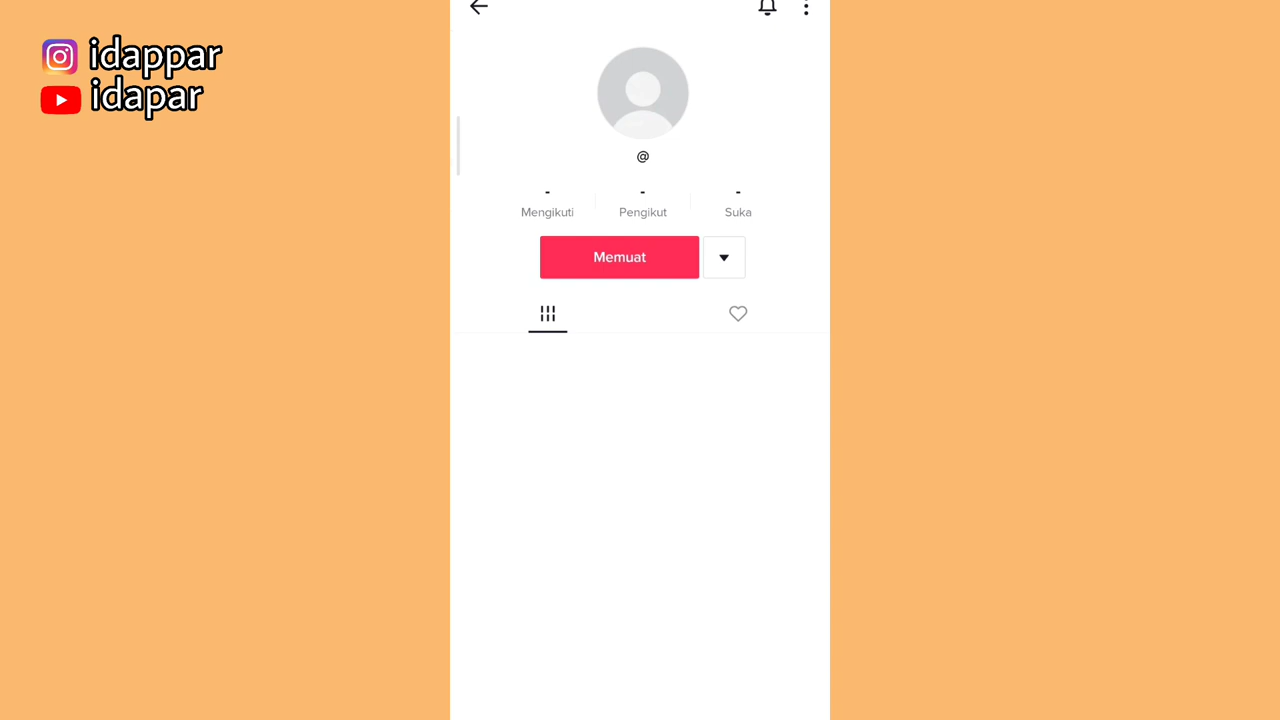 idappar
idapar
@
- - -
Mengikuti Pengikut Suka
Memuat